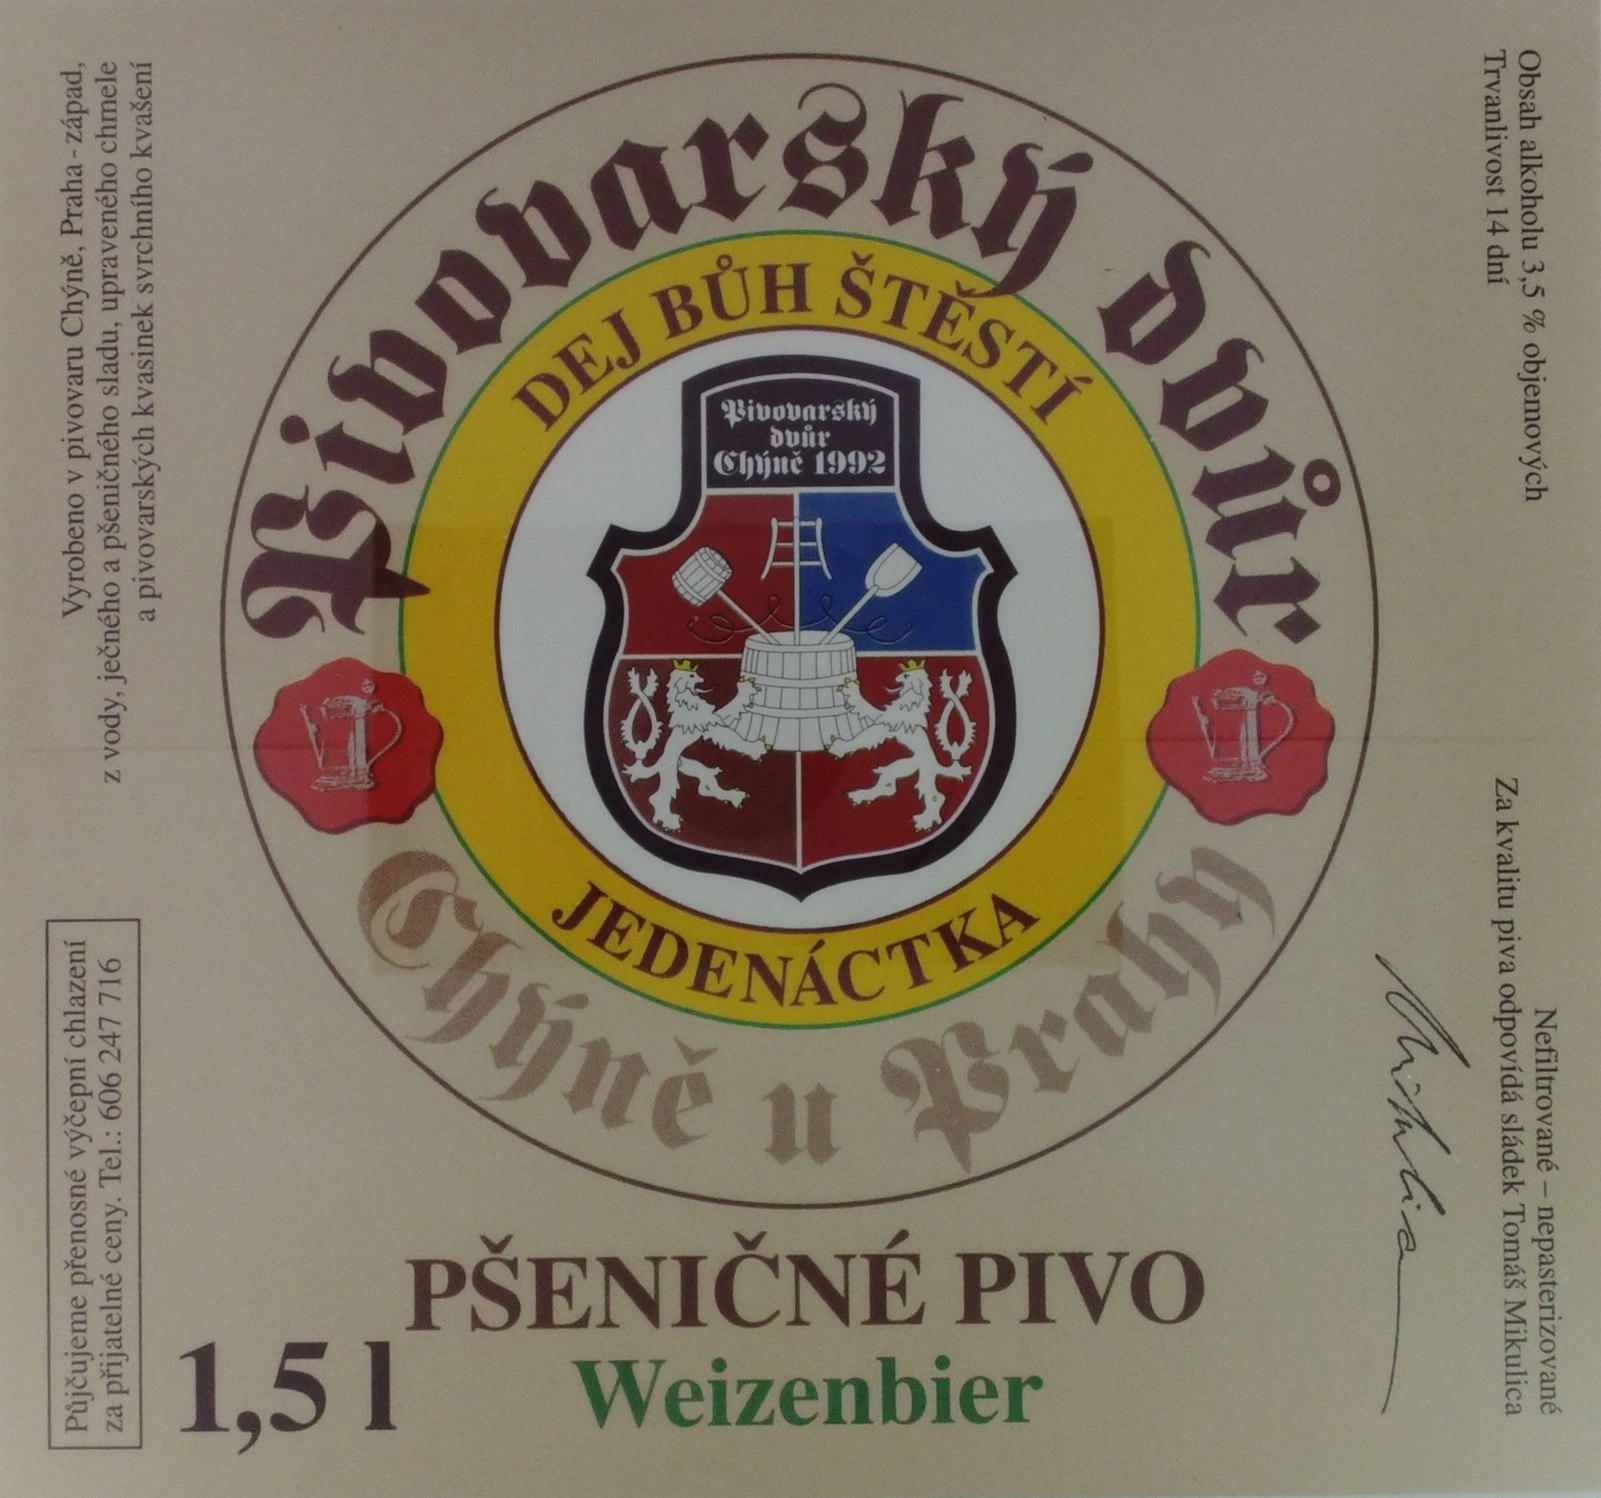 Pivovarský dvůr
DEJ BŮH ŠTĚSTÍ
Pivovarský
dvůr
Chýně 1992
JEDENÁCTKA
Chýně u Prahy
PŠENIČNÉ PIVO
Weizenbier
1,5 l
Vyrobeno v pivovaru Chýně, Praha-západ,
z vody, ječného a pšeničného sladu, upraveného chmele
a pivovarských kvasinek svrchního kvašení
Půjčujeme přenosné výčepní chlazení
za přijatelné ceny. Tel.: 606 247 716
Obsah alkoholu 3,5 % objemových
Trvanlivost 14 dní
Nefiltrované – nepasterizované
Za kvalitu piva odpovídá sládek Tomáš Mikulica
Mikulica